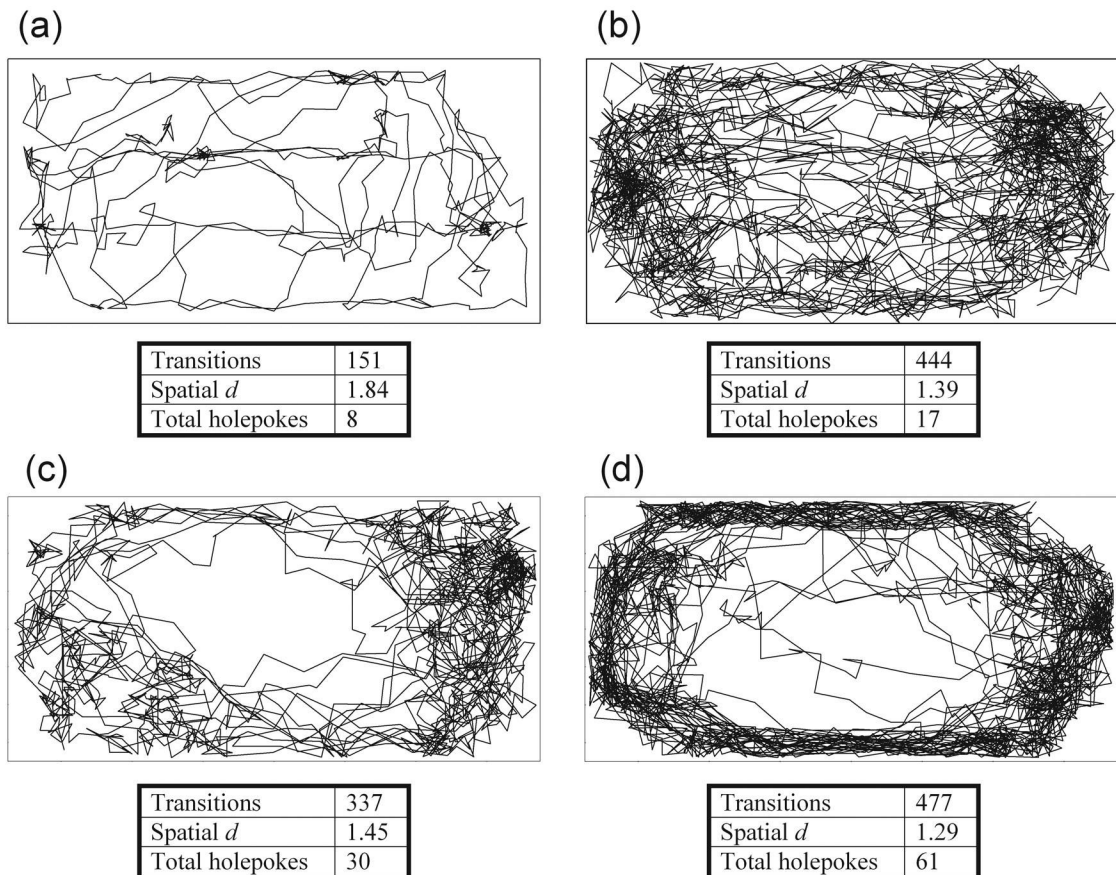 (a) (b)
Transitions 151 Transitions 444
Spatial d 1.84 Spatial d 1.39
Total holepokes 8 Total holepokes 17
(c) (d)
Transitions 337 Transitions 477
Spatial d 1.45 Spatial d 1.29
Total holepokes 30 Total holepokes 61